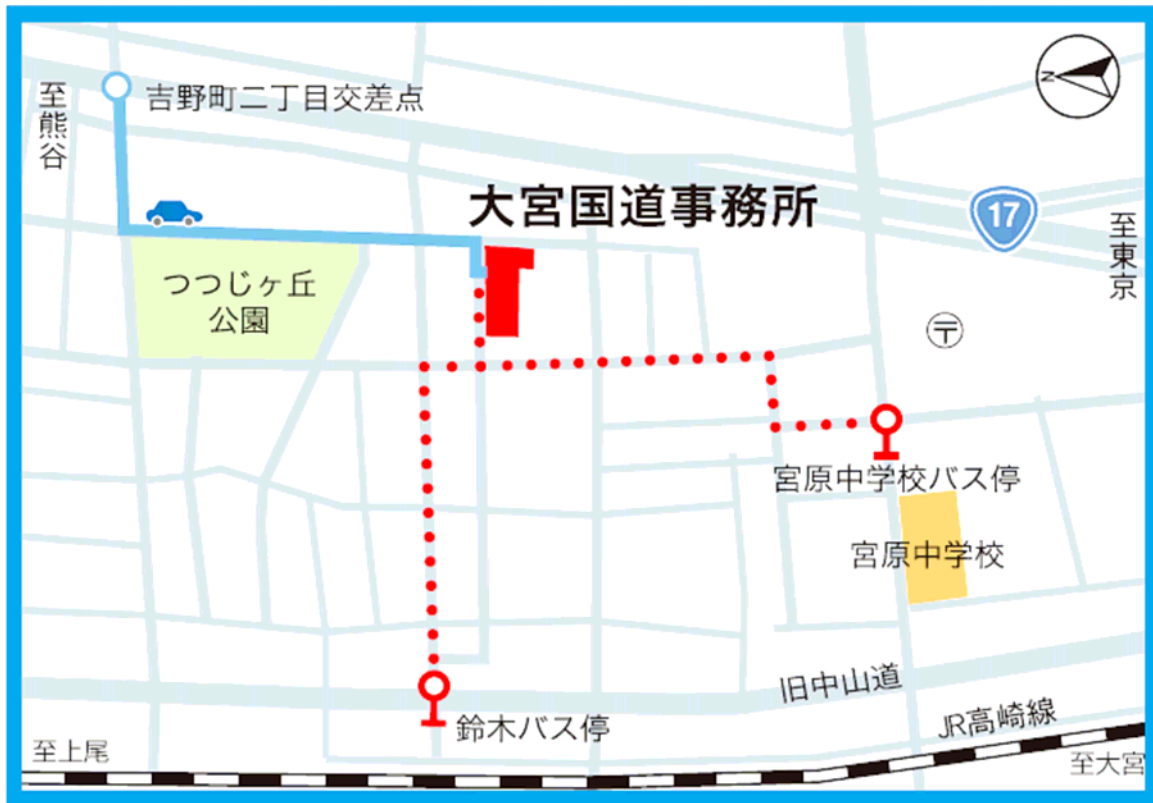 至熊谷
吉野町二丁目交差点
N
大宮国道事務所
17
至東京
つつじヶ丘
公園
〒
宮原中学校バス停
宮原中学校
旧中山道
鈴木バス停
JR高崎線
至上尾
至大宮